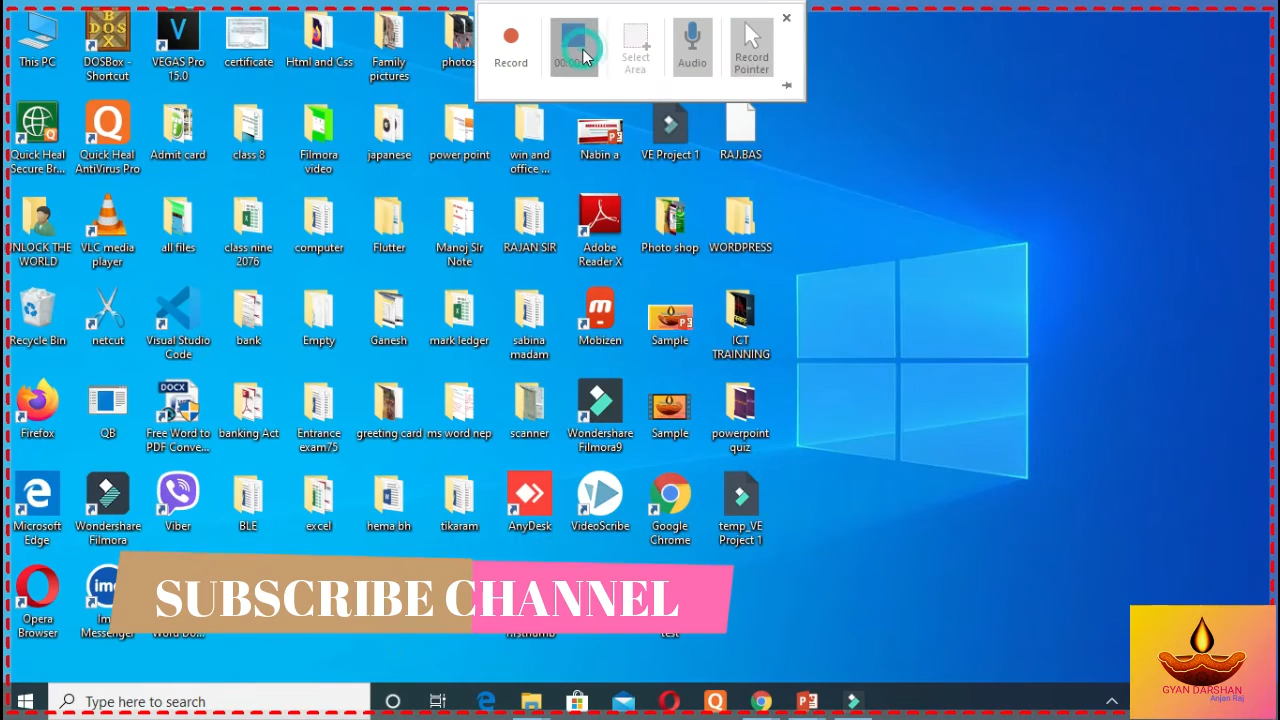 Record
00:00
Select
Area
Audio
Record
Pointer
This PC
DOSBox -
Shortcut
VEGAS Pro
15.0
certificate
Html and Css
Family
pictures
photos
Quick Heal
Secure Br...
Quick Heal
AntiVirus Pro
Admit card
class 8
Filmora
video
japanese
power point
win and
office ...
Nabin a
VE Project 1
RAJ.BAS
UNLOCK THE
WORLD
VLC media
player
all files
class nine
2076
computer
Flutter
Manoj SIr
Note
RAJAN SIR
Adobe
Reader X
Photo shop
WORDPRESS
Recycle Bin
netcut
Visual Studio
Code
bank
Empty
Ganesh
mark ledger
sabina
madam
Mobizen
Sample
ICT
TRAINNING
Firefox
QB
Free Word to
PDF Conve...
banking Act
Entrance
exam75
greeting card
ms word nep
scanner
Wondershare
Filmora9
Sample
powerpoint
quiz
Microsoft
Edge
Wondershare
Filmora
Viber
BLE
excel
hema bh
tikaram
AnyDesk
VideoScribe
Google
Chrome
temp_VE
Project 1
Opera
Browser
SUBSCRIBE CHANNEL
GYAN DARSHAN
Anjan Raj
Type here to search